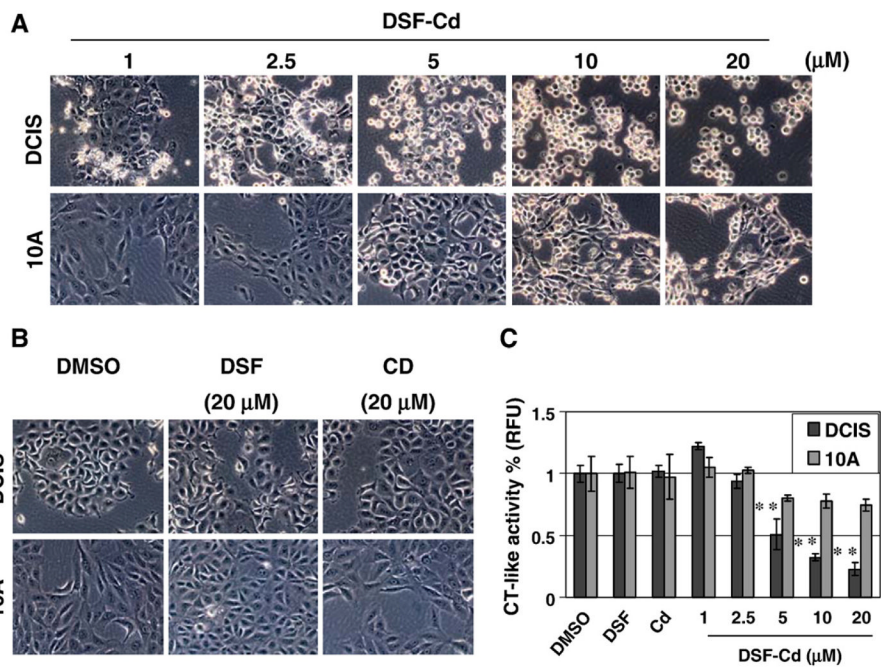 A
DSF-Cd
1 2.5 5 10 20 (μM)
DCIS
10A
B
DMSO DSF CD
(20 μM) (20 μM)
C
CT-like activity % (RFU)
1.5
1
0.5
0
DCIS
10A
* *
* *
* *
DMSO DSF Cd 1 2.5 5 10 20
DSF-Cd (μM)